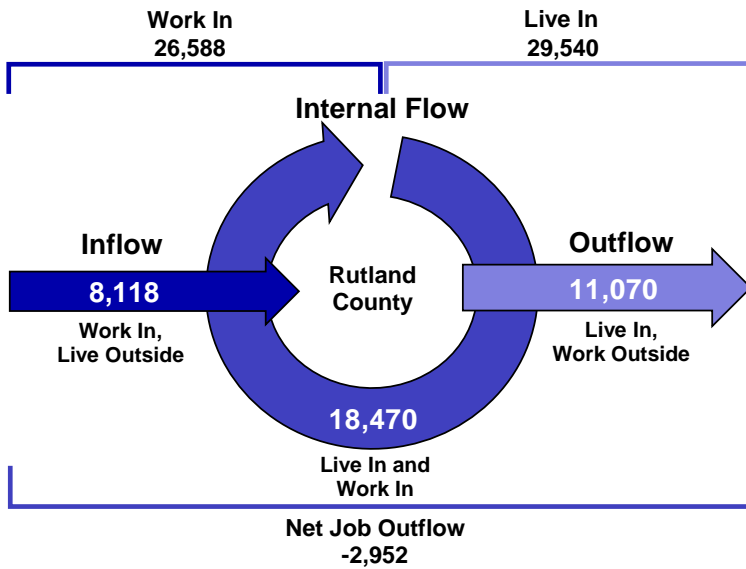 Work In
26,588
Live In
29,540
Internal Flow
Inflow
8,118
Work In,
Live Outside
Rutland
County
Outflow
11,070
Live In,
Work Outside
18,470
Live In and
Work In
Net Job Outflow
-2,952